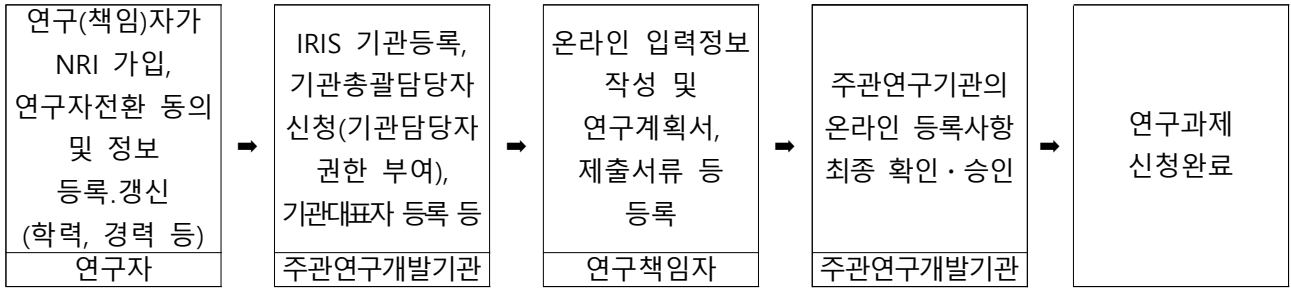 연구(책임)자가
NRI 가입,
연구자전환 동의
및 정보
등록.갱신
(학력, 경력 등)
연구자
➡
IRIS 기관등록,
기관총괄담당자
신청(기관담당자
권한 부여),
기관대표자 등록 등
주관연구개발기관
➡
온라인 입력정보
작성 및
연구계획서,
제출서류 등
등록
연구책임자
➡
주관연구기관의
온라인 등록사항
최종 확인·승인
주관연구개발기관
➡
연구과제
신청완료